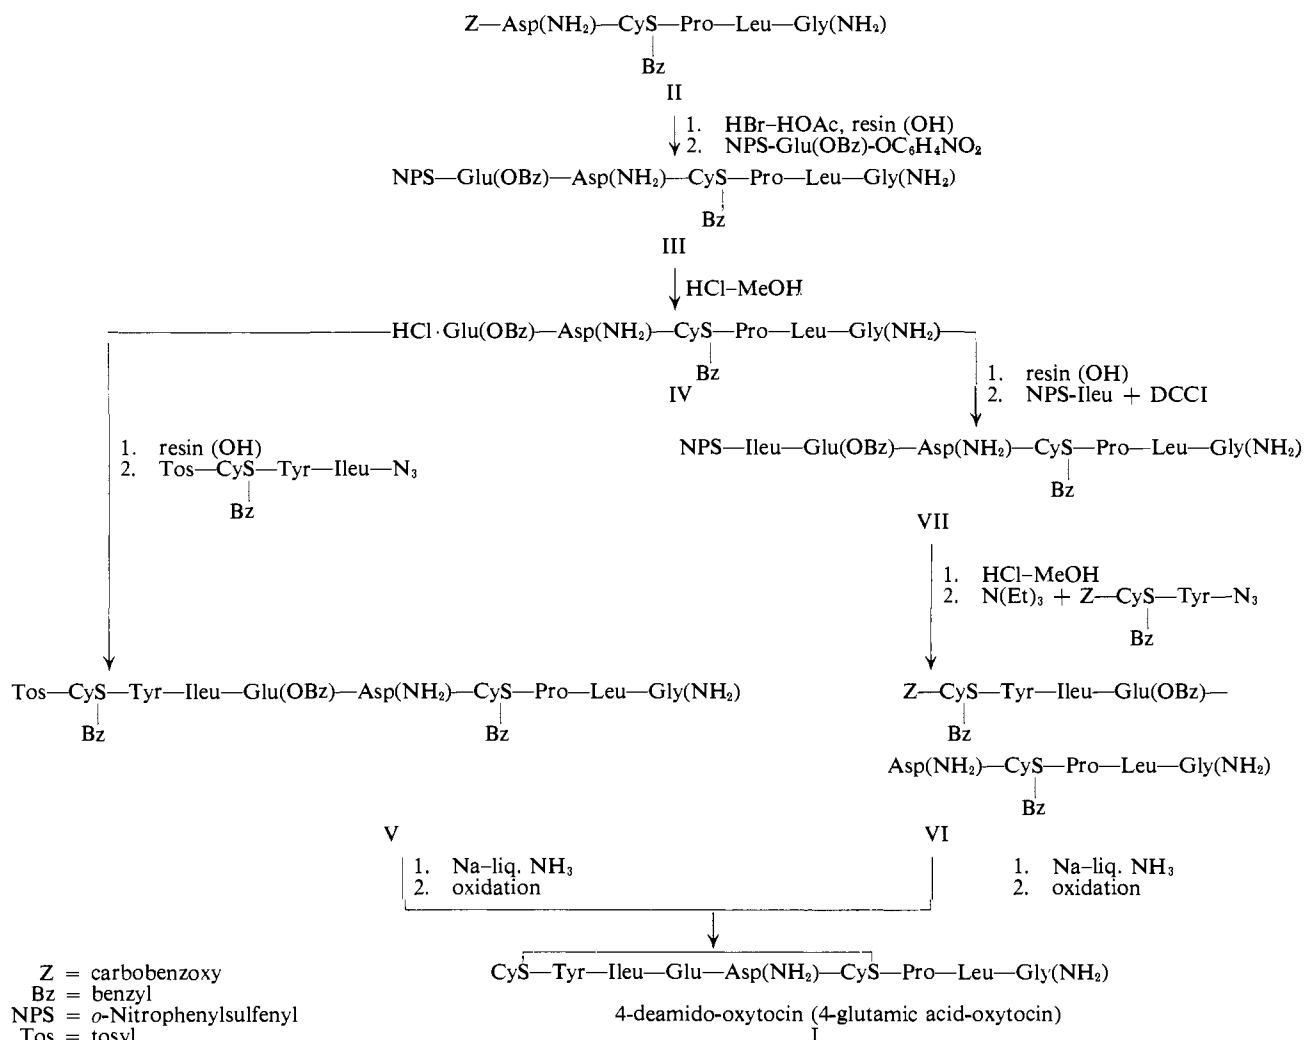 Z—Asp(NH₂)—CyS—Pro—Leu—Gly(NH₂)
Bz
II
1. HBr–HOAc, resin (OH)
2. NPS-Glu(OBz)-OC₆H₄NO₂
NPS—Glu(OBz)—Asp(NH₂)—CyS—Pro—Leu—Gly(NH₂)
Bz
III
HCl–MeOH
HCl·Glu(OBz)—Asp(NH₂)—CyS—Pro—Leu—Gly(NH₂)
Bz
IV
1. resin (OH)
2. NPS-Ileu + DCCI
1. resin (OH)
2. Tos—CyS—Tyr—Ileu—N₃
Bz
NPS—Ileu—Glu(OBz)—Asp(NH₂)—CyS—Pro—Leu—Gly(NH₂)
Bz
VII
1. HCl–MeOH
2. N(Et)₃ + Z—CyS—Tyr—N₃
Bz
Tos—CyS—Tyr—Ileu—Glu(OBz)—Asp(NH₂)—CyS—Pro—Leu—Gly(NH₂)
Bz Bz
Z—CyS—Tyr—Ileu—Glu(OBz)—
Bz
Asp(NH₂)—CyS—Pro—Leu—Gly(NH₂)
Bz
V
VI
1. Na–liq. NH₃
2. oxidation
1. Na–liq. NH₃
2. oxidation
CyS—Tyr—Ileu—Glu—Asp(NH₂)—CyS—Pro—Leu—Gly(NH₂)
4-deamido-oxytocin (4-glutamic acid-oxytocin)
I
Z = carbobenzoxy
Bz = benzyl
NPS = o-Nitrophenylsulfenyl
Tos = tosyl